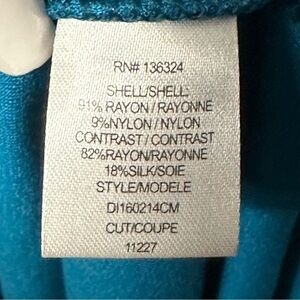 RN# 136324
SHELL/SHELL:
91% RAYON / RAYONNE
9%NYLON / NYLON
CONTRAST / CONTRAST
82%RAYON/RAYONNE
18%SILK/SOIE
STYLE/MODELE
DI160214CM
CUT/COUPE
11227